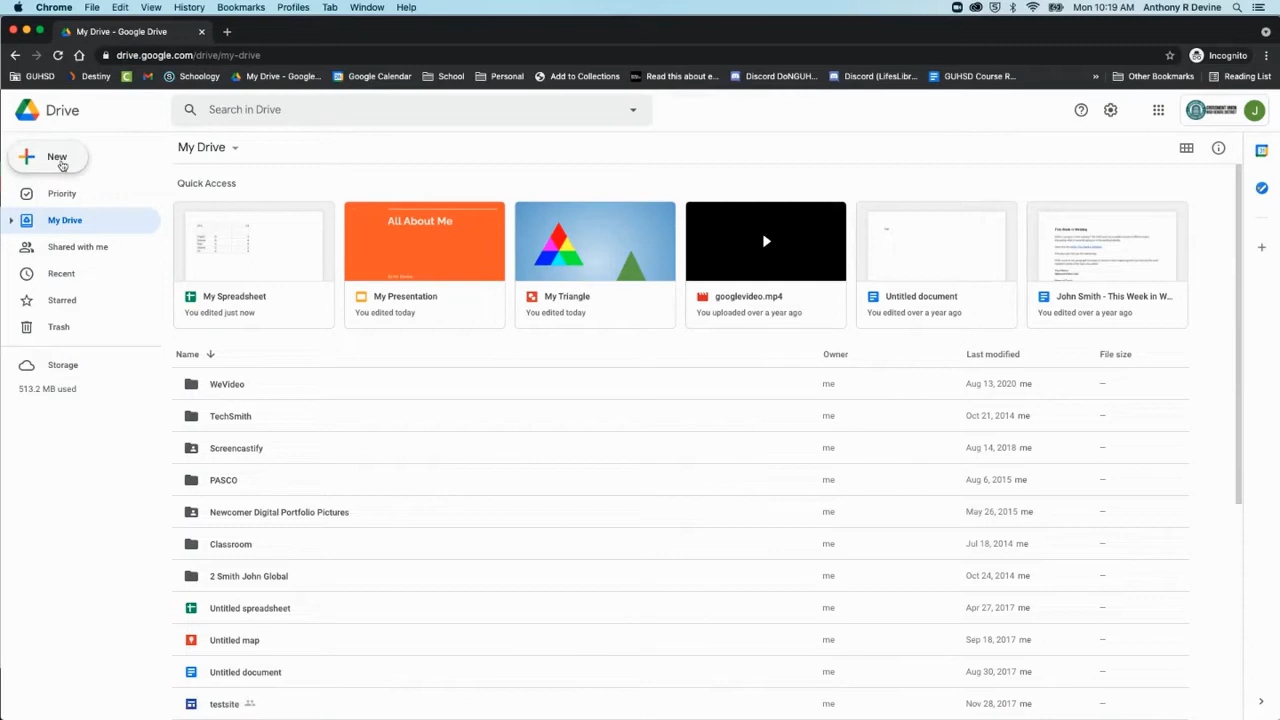 Chrome File Edit View History Bookmarks Profiles Tab Window Help Mon 10:19 AM Anthony R Devine
My Drive - Google Drive
drive.google.com/drive/my-drive Incognito
GUHSD Destiny Schoology My Drive - Google... Google Calendar School Personal Add to Collections Read this about e... Discord DoNGUH... Discord (LifesLibr... GUHSD Course R... » Other Bookmarks Reading List
Drive Search in Drive J
New My Drive
Priority Quick Access
My Drive
Shared with me
Recent
Starred
Trash
Storage
513.2 MB used
All About Me
My Spreadsheet My Presentation My Triangle googlevideo.mp4 Untitled document John Smith - This Week in W...
You edited just now You edited today You edited today You uploaded over a year ago You edited over a year ago You edited over a year ago
Name Owner Last modified File size
WeVideo me Aug 13, 2020 me —
TechSmith me Oct 21, 2014 me —
Screencastify me Aug 14, 2018 me —
PASCO me Aug 6, 2015 me —
Newcomer Digital Portfolio Pictures me May 26, 2015 me —
Classroom me Jul 18, 2014 me —
2 Smith John Global me Oct 24, 2014 me —
Untitled spreadsheet me Apr 27, 2017 me —
Untitled map me Sep 18, 2017 me —
Untitled document me Aug 30, 2017 me —
testsite me Nov 28, 2017 me —